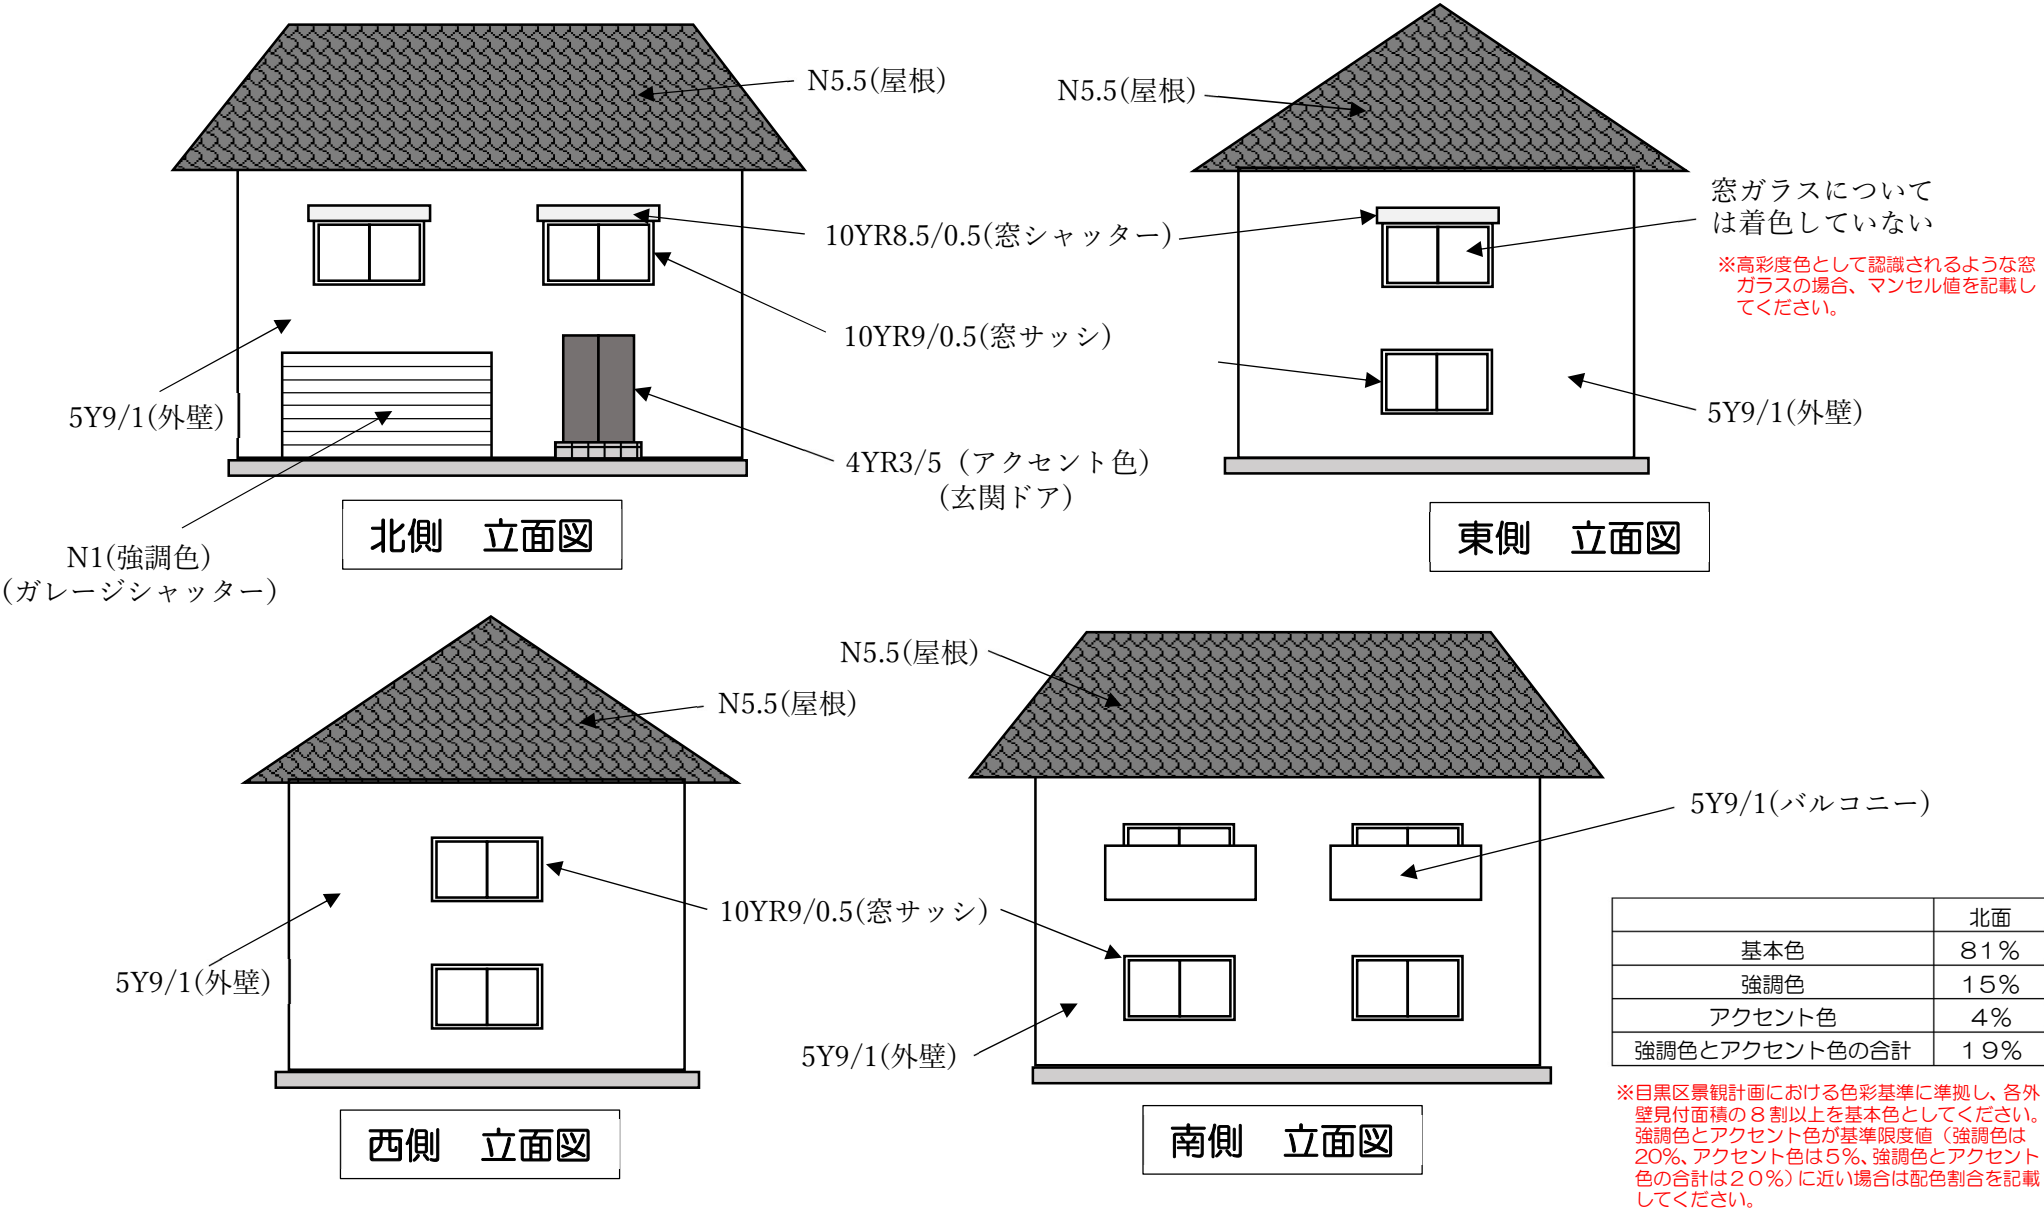 N5.5(屋根)
10YR8.5/0.5(窓シャッター)
10YR9/0.5(窓サッシ)
5Y9/1(外壁)
4YR3/5（アクセント色）
(玄関ドア)
N1(強調色)
(ガレージシャッター)
北側　立面図
N5.5(屋根)
窓ガラスについて
は着色していない
※高彩度色として認識されるような窓
ガラスの場合、マンセル値を記載し
てください。
5Y9/1(外壁)
東側　立面図
N5.5(屋根)
10YR9/0.5(窓サッシ)
5Y9/1(外壁)
西側　立面図
N5.5(屋根)
5Y9/1(バルコニー)
5Y9/1(外壁)
南側　立面図
北面
基本色 81%
強調色 15%
アクセント色 4%
強調色とアクセント色の合計 19%
※目黒区景観計画における色彩基準に準拠し、各外
壁見付面積の８割以上を基本色としてください。
強調色とアクセント色が基準限度値（強調色は
20%、アクセント色は5%、強調色とアクセント
色の合計は２０%）に近い場合は配色割合を記載
してください。